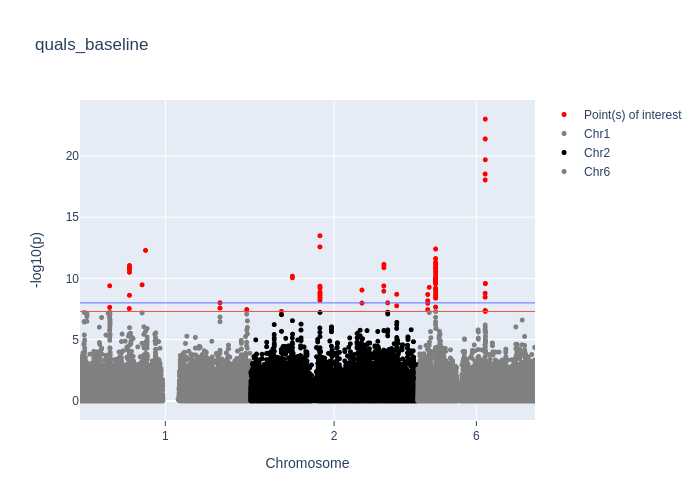 quals_baseline
Point(s) of interest
Chr1
Chr2
Chr6
-log10(p)
20
15
10
5
0
1
2
6
Chromosome